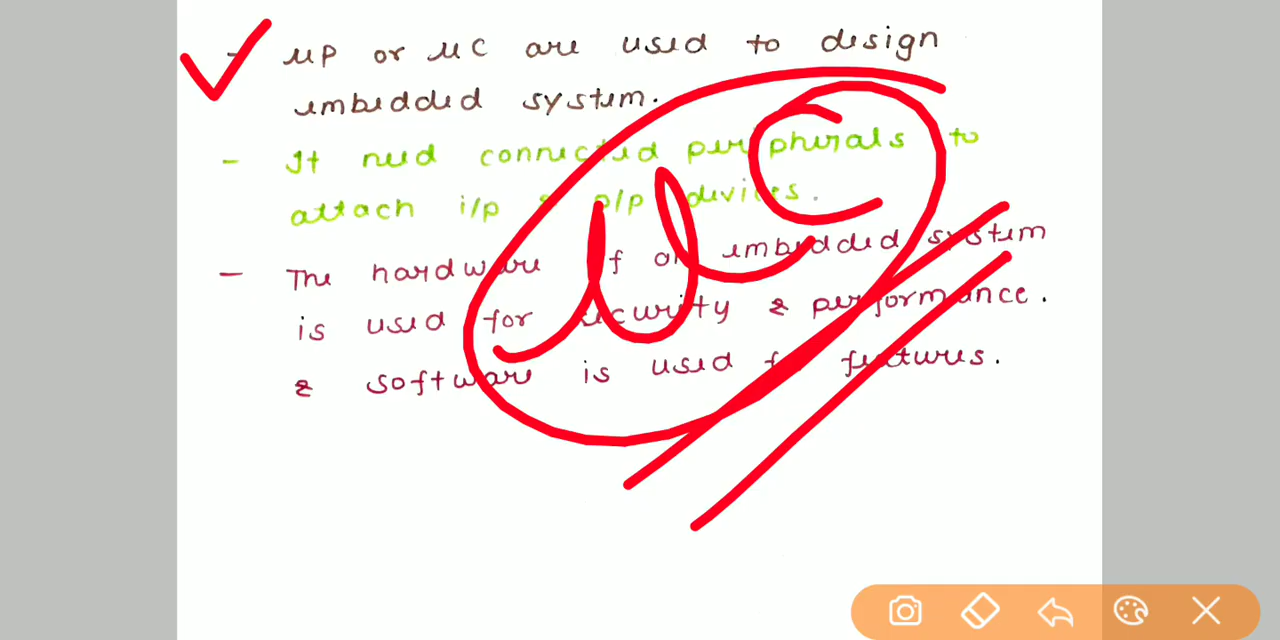 - μP or μC are used to design
embedded system.
- It need connected peripherals to
attach i/p & o/p devices.
- The hardware of an embedded system
is used for security & performance.
& software is used for features.
μC